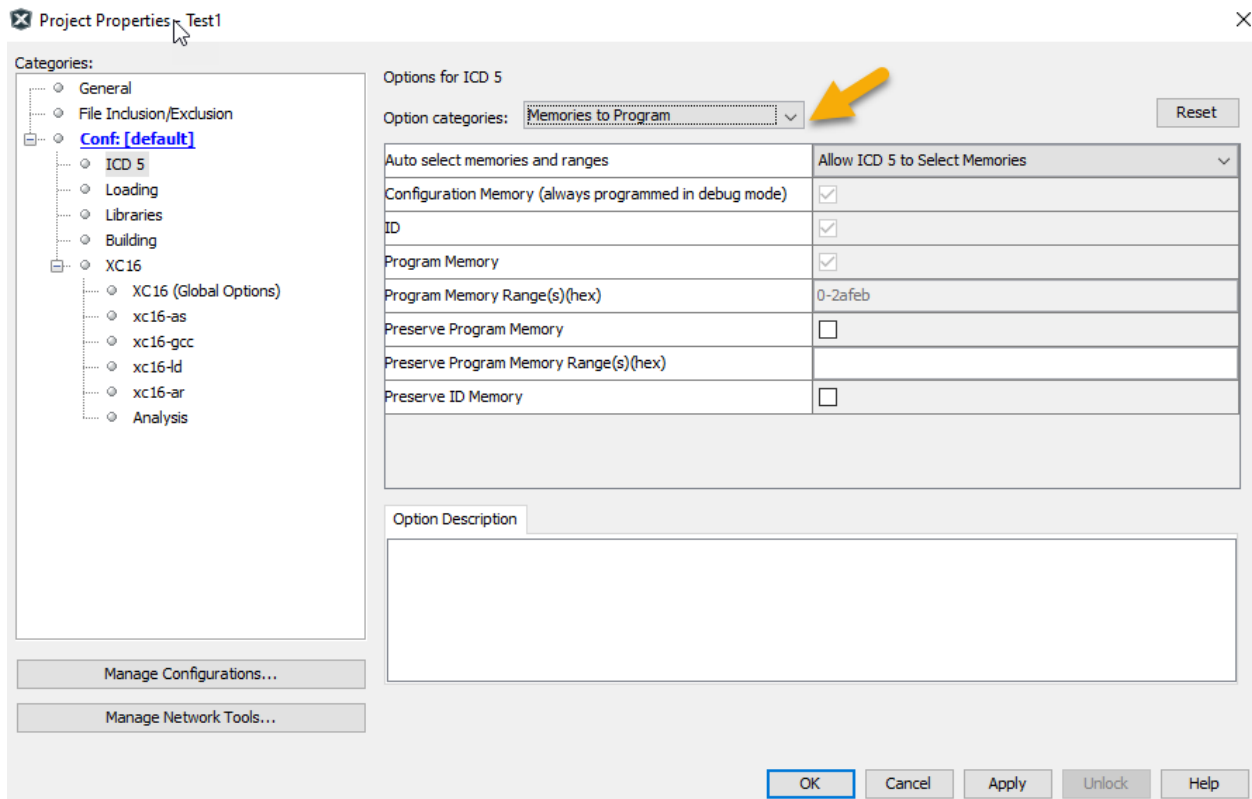 Project Properties - Test1
Categories:
General
File Inclusion/Exclusion
Conf: [default]
ICD 5
Loading
Libraries
Building
XC16
XC16 (Global Options)
xc16-as
xc16-gcc
xc16-ld
xc16-ar
Analysis
Manage Configurations...
Manage Network Tools...
Options for ICD 5
Option categories: Memories to Program
Reset
Auto select memories and ranges Allow ICD 5 to Select Memories
Configuration Memory (always programmed in debug mode)
ID
Program Memory
Program Memory Range(s)(hex) 0-2afeb
Preserve Program Memory
Preserve Program Memory Range(s)(hex)
Preserve ID Memory
Option Description
OK Cancel Apply Unlock Help